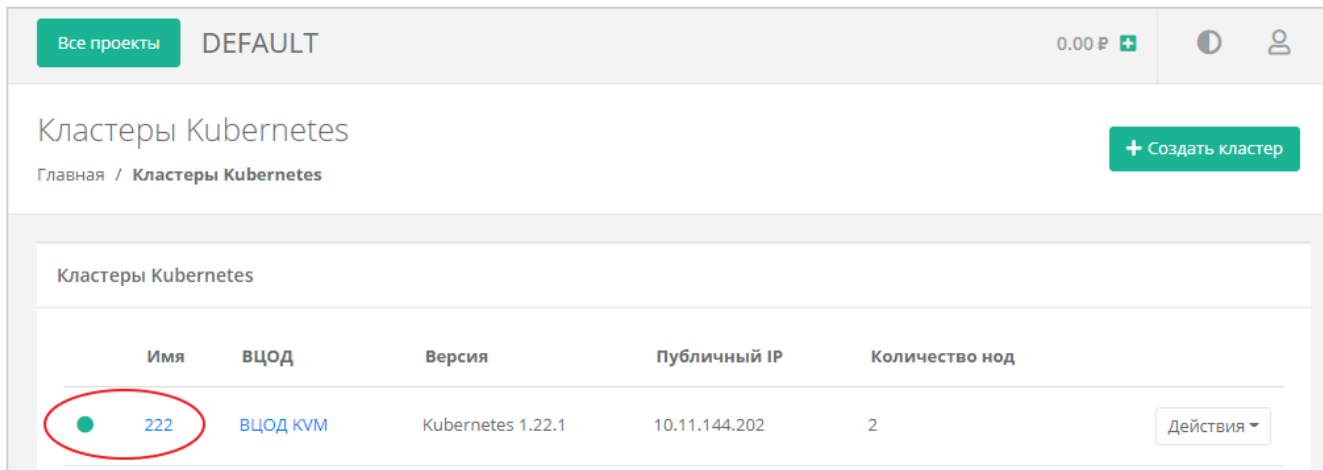 Все проекты DEFAULT 0.00 ₽
Кластеры Kubernetes
Создать кластер
Главная / Кластеры Kubernetes
Кластеры Kubernetes
Имя ВЦОД Версия Публичный IP Количество нод
222 ВЦОД KVM Kubernetes 1.22.1 10.11.144.202 2 Действия